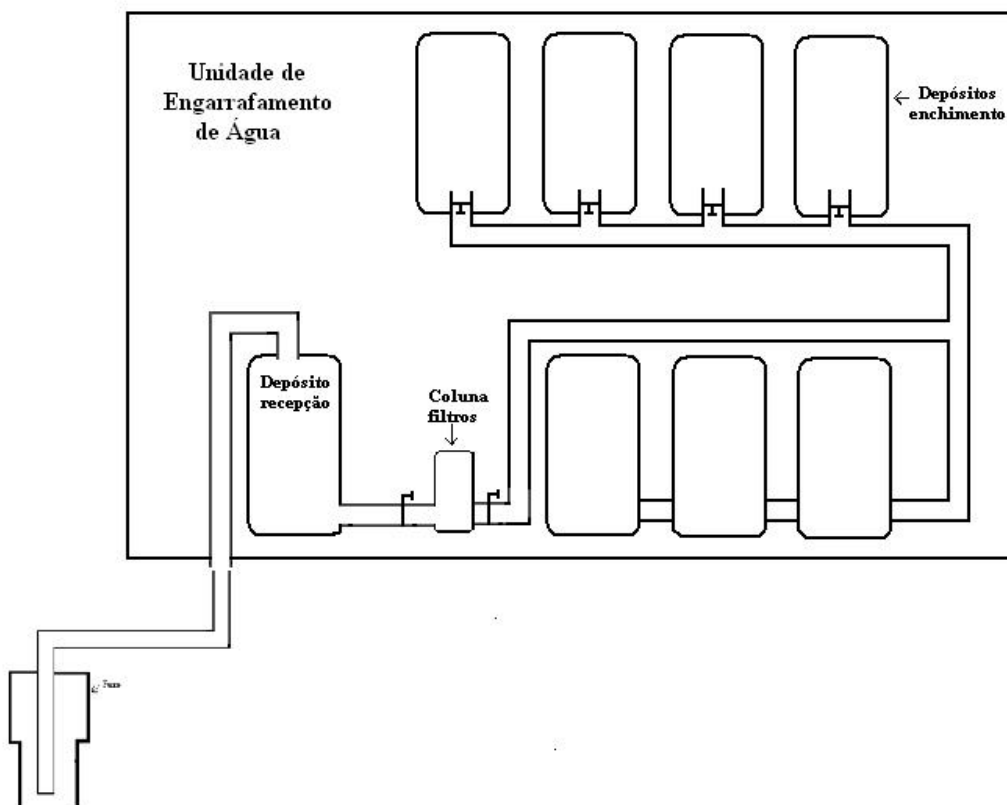 Unidade de
Engarrafamento
de Água
Depósitos
enchimento
Depósito
recepção
Coluna
filtros